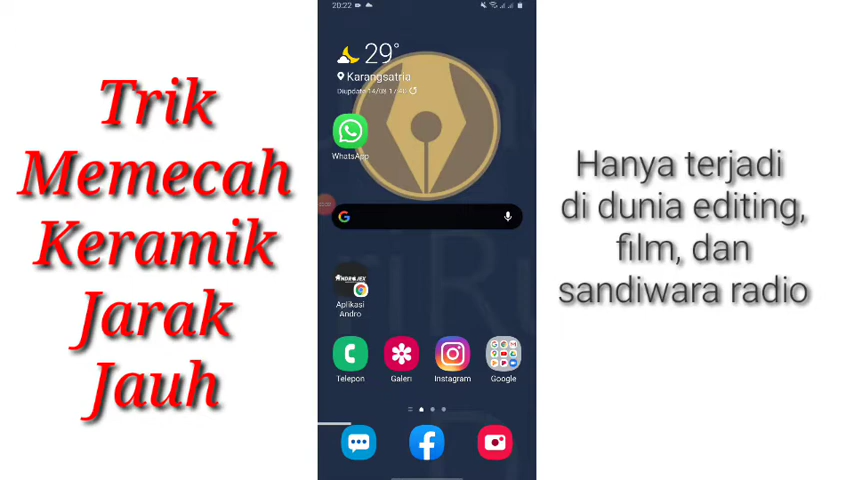 Trik
Memecah
Keramik
Jarak
Jauh
20:22
29°
Karangsatria
WhatsApp
Aplikasi
Andro
Telepon
Galeri
Instagram
Google
Hanya terjadi
di dunia editing,
film, dan
sandiwara radio